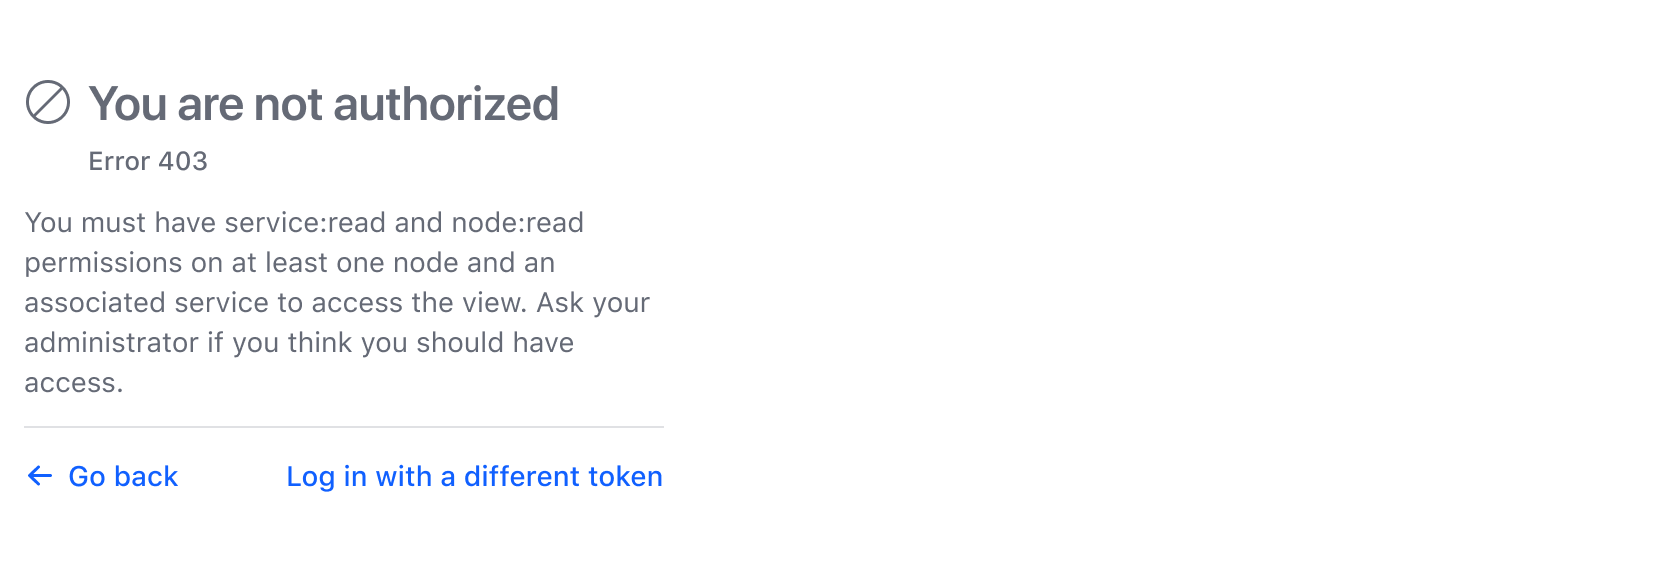 You are not authorized
Error 403
You must have service:read and node:read
permissions on at least one node and an
associated service to access the view. Ask your
administrator if you think you should have
access.
Go back
Log in with a different token